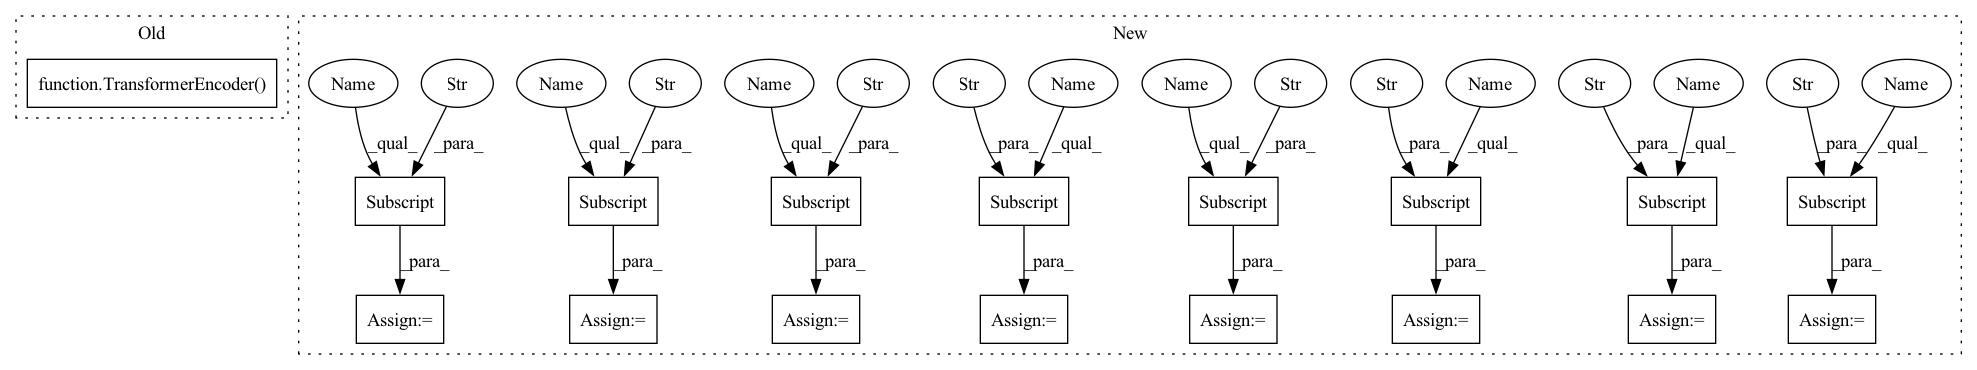 Old
New
function.TransformerEncoder()
Name Str Name Str Name Str Str Name Name Str Str Name Str Name Str Name
_qual_ _para_ _qual_ _para_ _qual_ _para_ _para_ _qual_ _qual_ _para_ _para_ _qual_ _para_ _qual_ _para_ _qual_
Subscript Subscript Subscript Subscript Subscript Subscript Subscript Subscript
_para_ _para_ _para_ _para_ _para_ _para_ _para_ _para_
Assign:= Assign:= Assign:= Assign:= Assign:= Assign:= Assign:= Assign:=